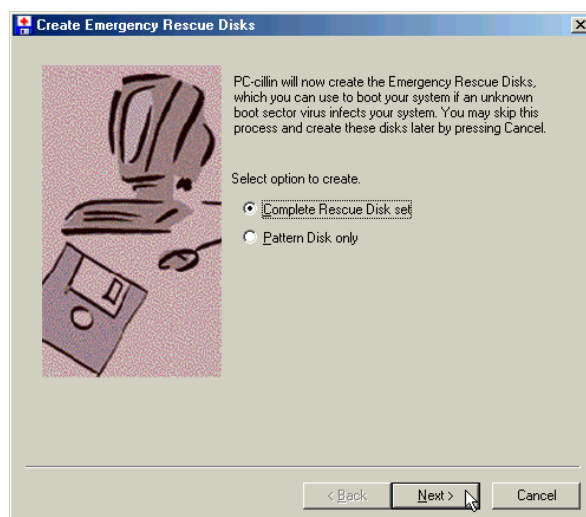 Create Emergency Rescue Disks
PC-cillin will now create the Emergency Rescue Disks,
which you can use to boot your system if an unknown
boot sector virus infects your system. You may skip this
process and create these disks later by pressing Cancel.
Select option to create.
Complete Rescue Disk set
Pattern Disk only
< Back
Next >
Cancel